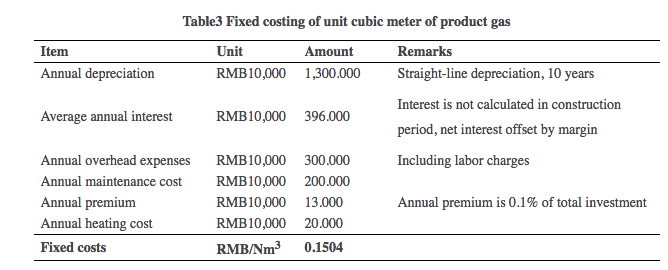 Table3 Fixed costing of unit cubic meter of product gas
Item Unit Amount Remarks
Annual depreciation RMB10,000 1,300.000 Straight-line depreciation, 10 years
Average annual interest RMB10,000 396.000 Interest is not calculated in construction
period, net interest offset by margin
Annual overhead expenses RMB10,000 300.000 Including labor charges
Annual maintenance cost RMB10,000 200.000
Annual premium RMB10,000 13.000 Annual premium is 0.1% of total investment
Annual heating cost RMB10,000 20.000
Fixed costs RMB/Nm³ 0.1504